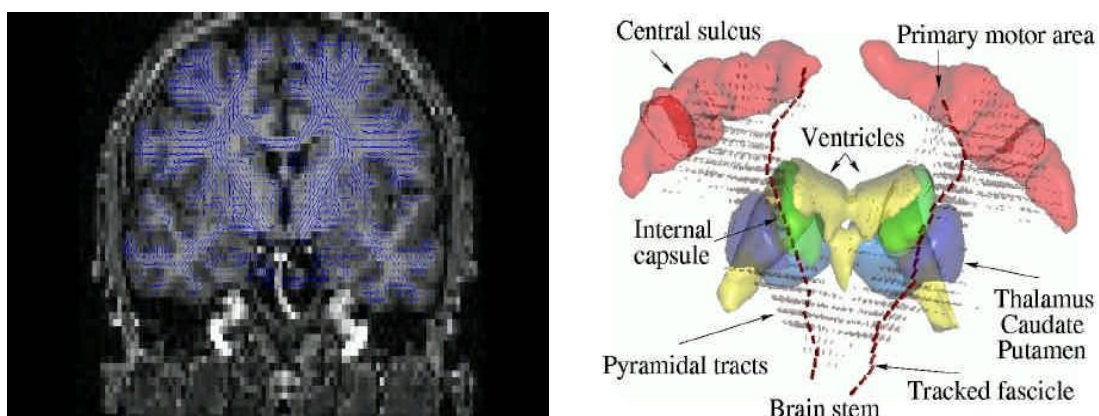 Central sulcus
Primary motor area
Ventricles
Internal
capsule
Thalamus
Caudate
Putamen
Pyramidal tracts
Tracked fascicle
Brain stem